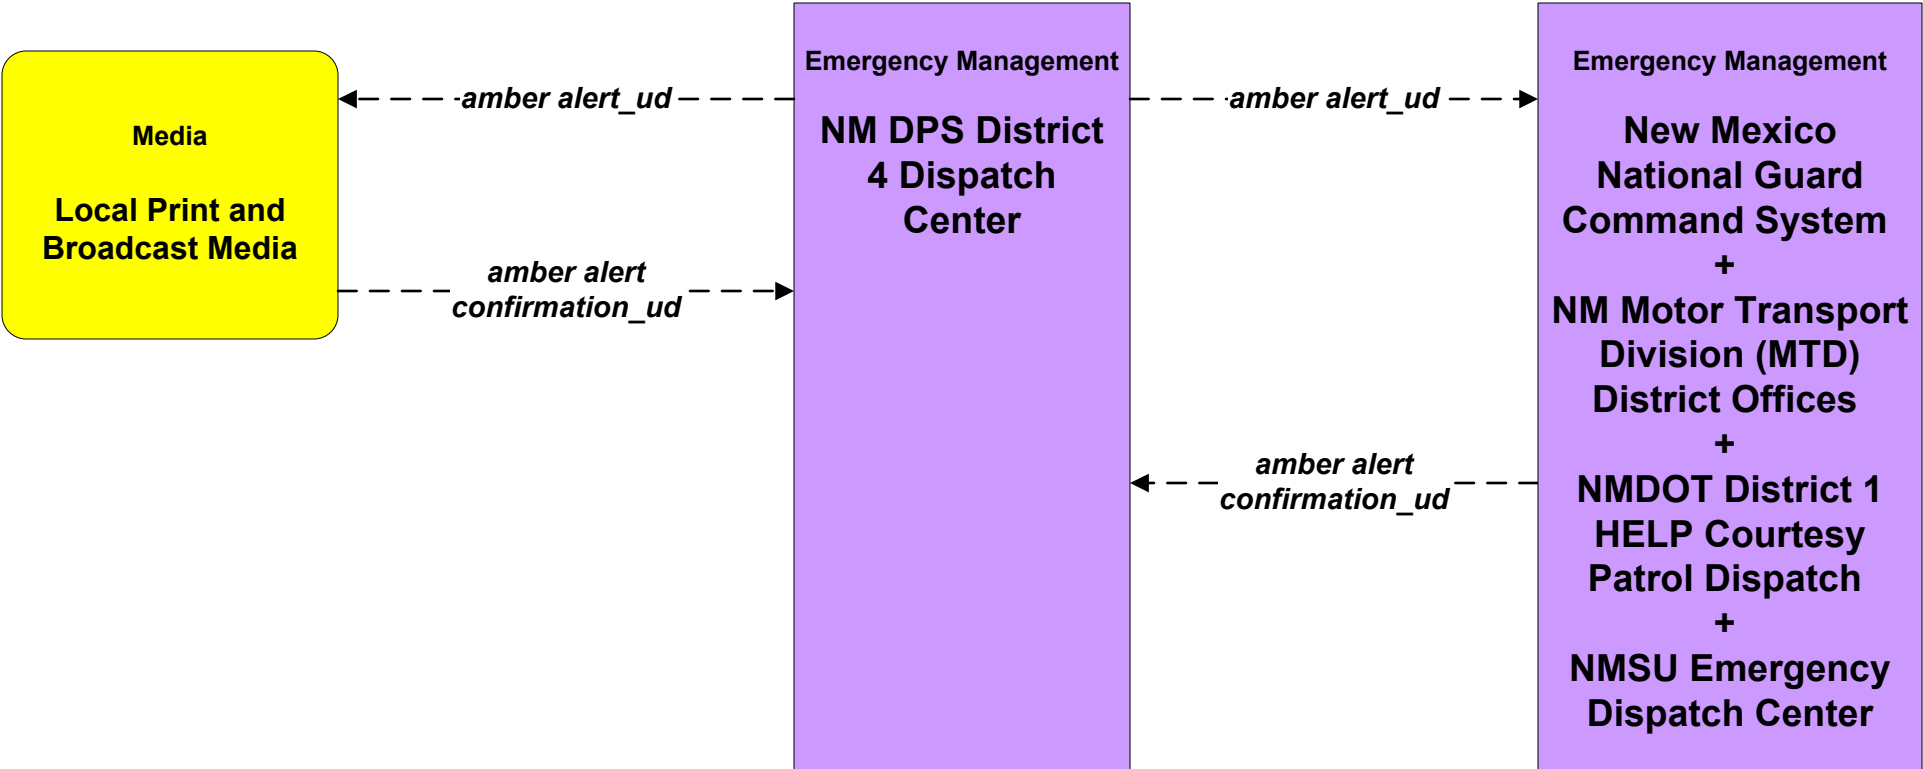 Media
Local Print and
Broadcast Media
amber alert_ud
amber alert
confirmation_ud
Emergency Management
NM DPS District
4 Dispatch
Center
amber alert_ud
amber alert
confirmation_ud
Emergency Management
New Mexico
National Guard
Command System
+
NM Motor Transport
Division (MTD)
District Offices
+
NMDOT District 1
HELP Courtesy
Patrol Dispatch
+
NMSU Emergency
Dispatch Center